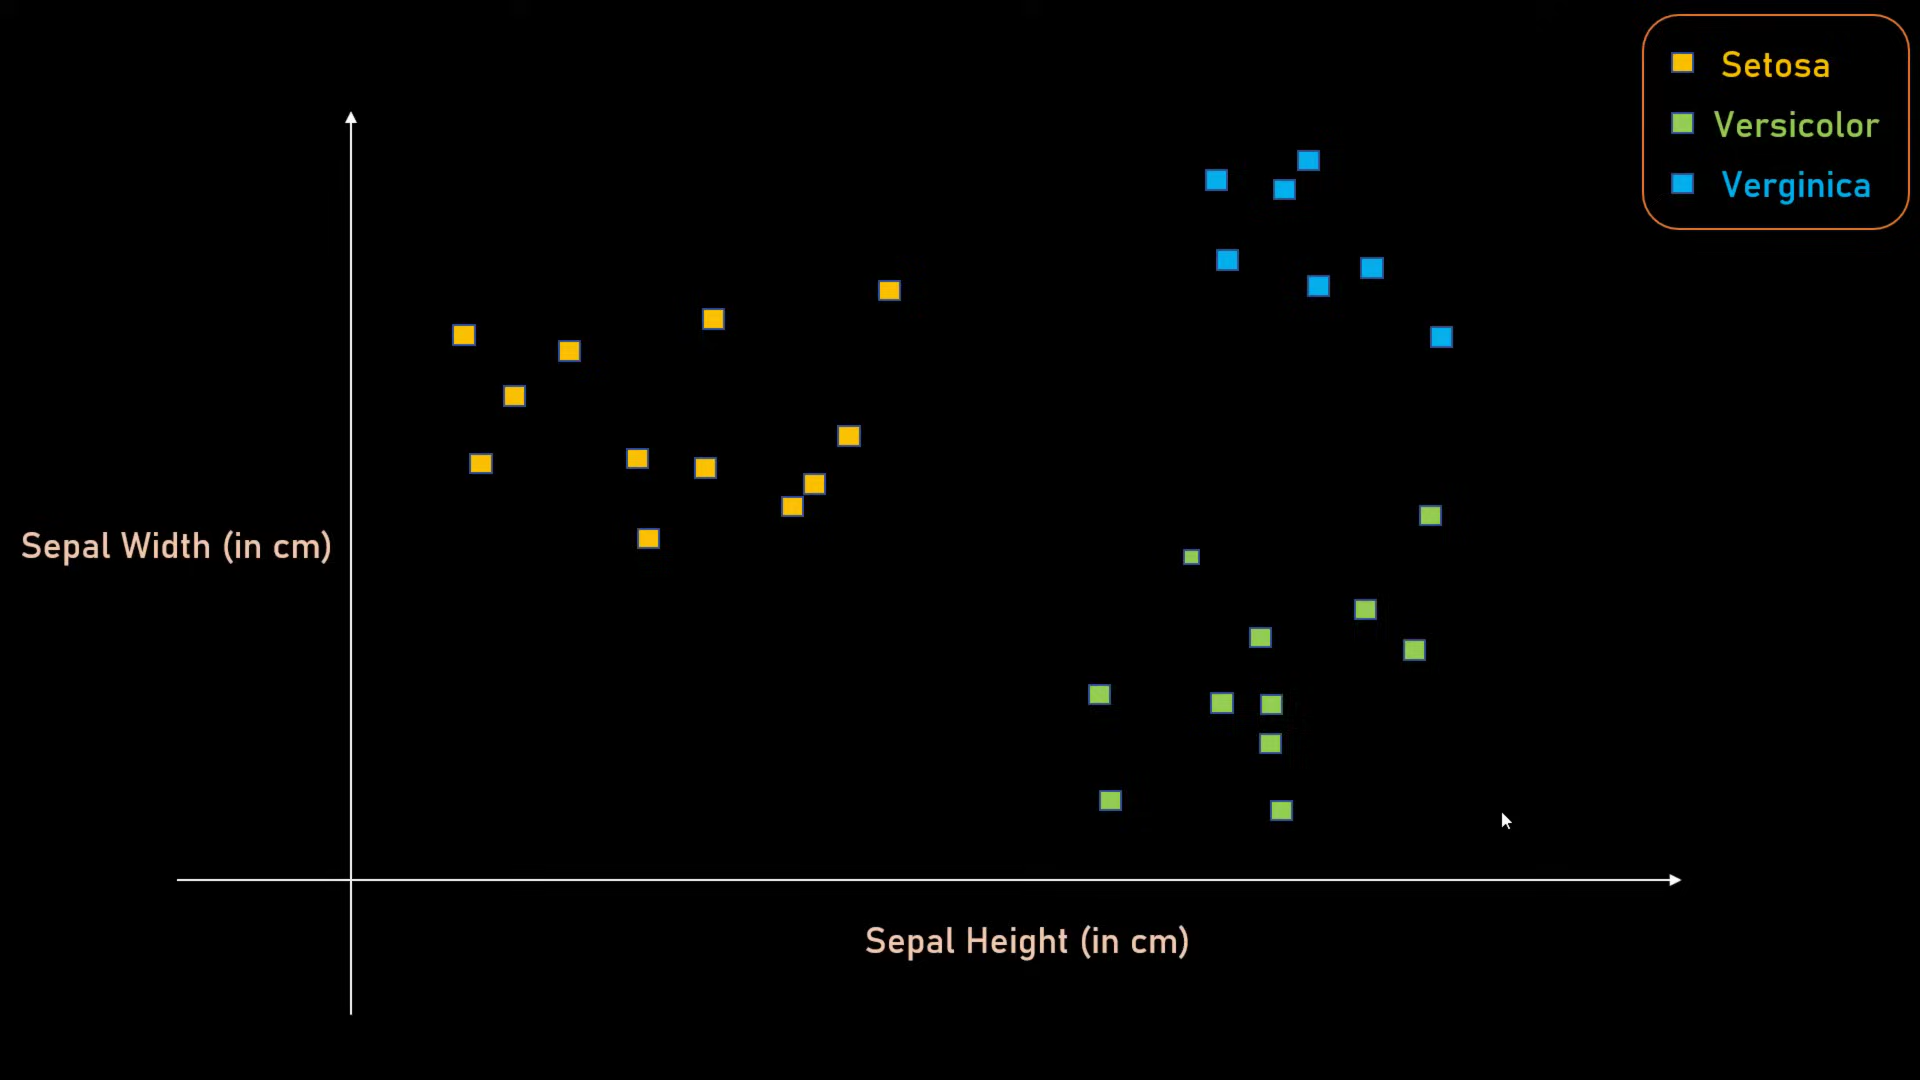 Setosa
Versicolor
Verginica
Sepal Width (in cm)
Sepal Height (in cm)